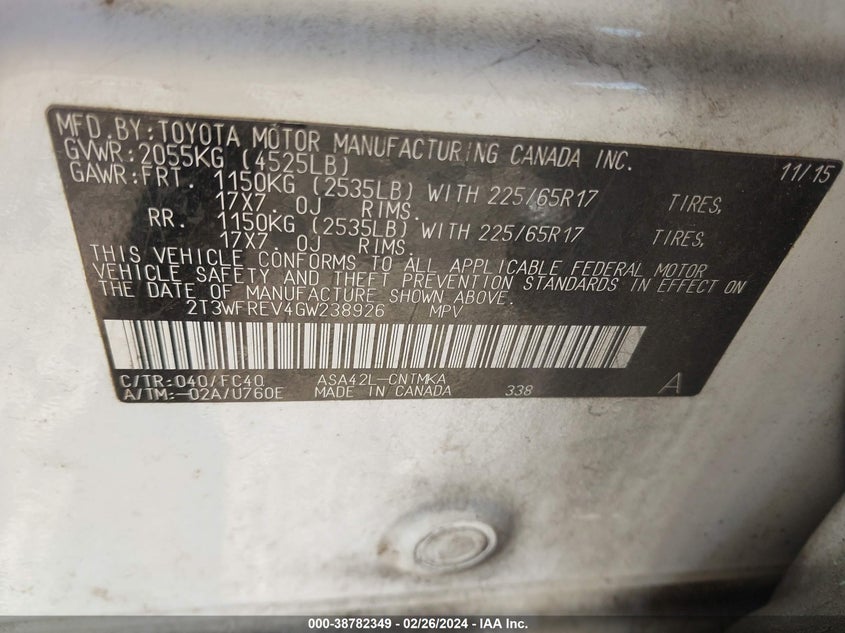 MFD.BY:TOYOTA MOTOR MANUFACTURING CANADA INC. 11/15
GVWR:2055KG (4525LB)
GAWR:FRT. 1150KG (2535LB) WITH 225/65R17 TIRES,
17X7.0J RIMS.
RR. 1150KG (2535LB) WITH 225/65R17 TIRES,
17X7.0J RIMS.
THIS VEHICLE CONFORMS TO ALL APPLICABLE FEDERAL MOTOR
VEHICLE SAFETY AND THEFT PREVENTION STANDARDS IN EFFECT ON
THE DATE OF MANUFACTURE SHOWN ABOVE.
2T3WFREV4GW238926 MPV
C/TR:040/FC40 ASA42L-CNTMKA A
A/TM:-02A/U760E MADE IN CANADA 338
000-38782349 - 02/26/2024 - IAA Inc.